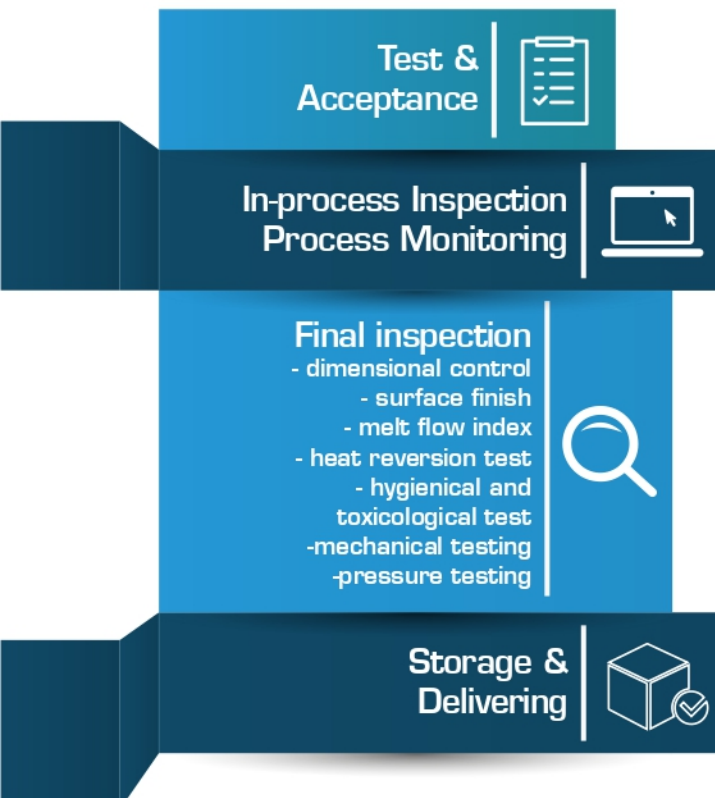 Test &
Acceptance
In-process Inspection
Process Monitoring
Final inspection
- dimensional control
- surface finish
- melt flow index
- heat reversion test
- hygienical and
toxicological test
-mechanical testing
-pressure testing
Storage &
Delivering